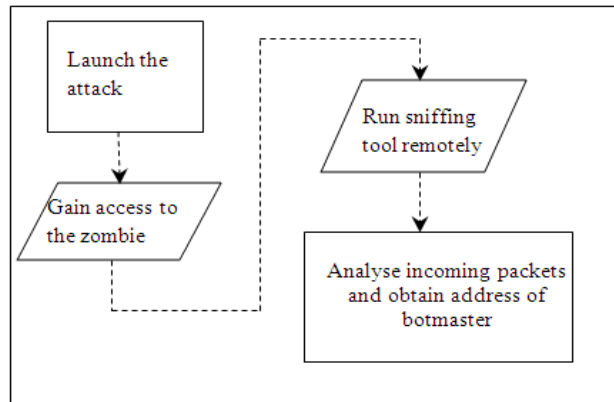 Launch the
attack
Gain access to
the zombie
Run sniffing
tool remotely
Analyse incoming packets
and obtain address of
botmaster